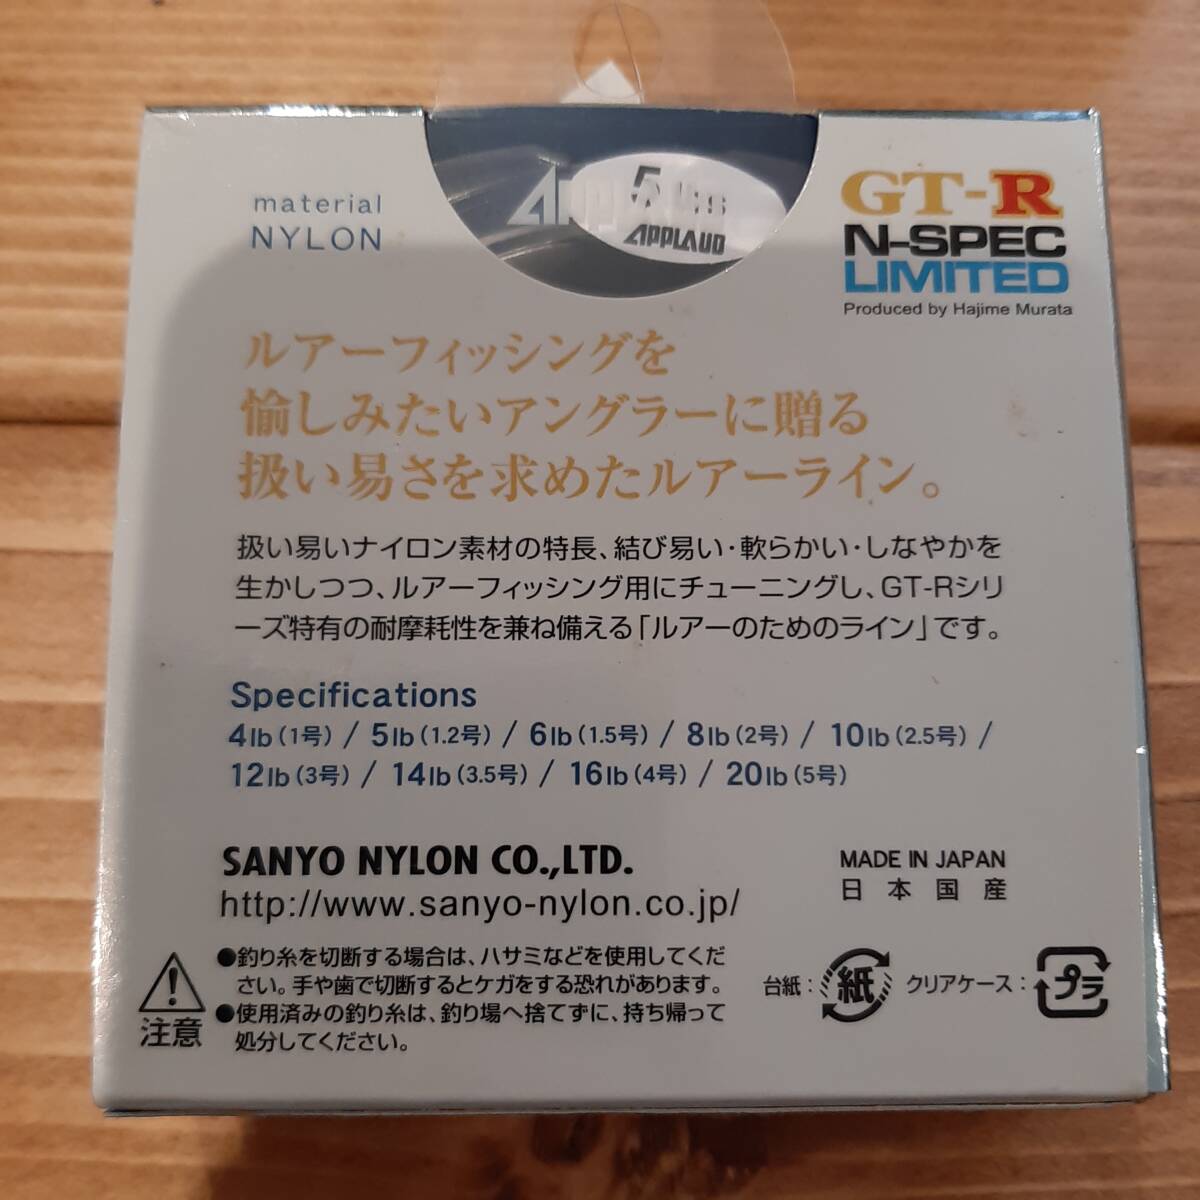 material
NYLON
APPLAUD
GT-R
N-SPEC
LIMITED
Produced by Hajime Murata
ルアーフィッシングを
愉しみたいアングラーに贈る
扱い易さを求めたルアーライン。
扱い易いナイロン素材の特長、結び易い・軟らかい・しなやかを
生かしつつ、ルアーフィッシング用にチューニングし、GT-Rシリ
ーズ特有の耐摩耗性を兼ね備える「ルアーのためのライン」です。
Specifications
4lb(1号) / 5lb(1.2号) / 6lb(1.5号) / 8lb(2号) / 10lb(2.5号) /
12lb(3号) / 14lb(3.5号) / 16lb(4号) / 20lb(5号)
SANYO NYLON CO.,LTD.
http://www.sanyo-nylon.co.jp/
MADE IN JAPAN
日本国産
注意
●釣り糸を切断する場合は、ハサミなどを使用してくだ
さい。手や歯で切断するとケガをする恐れがあります。
●使用済みの釣り糸は、釣り場へ捨てずに、持ち帰って
処分してください。
台紙：紙 クリアケース：プラ